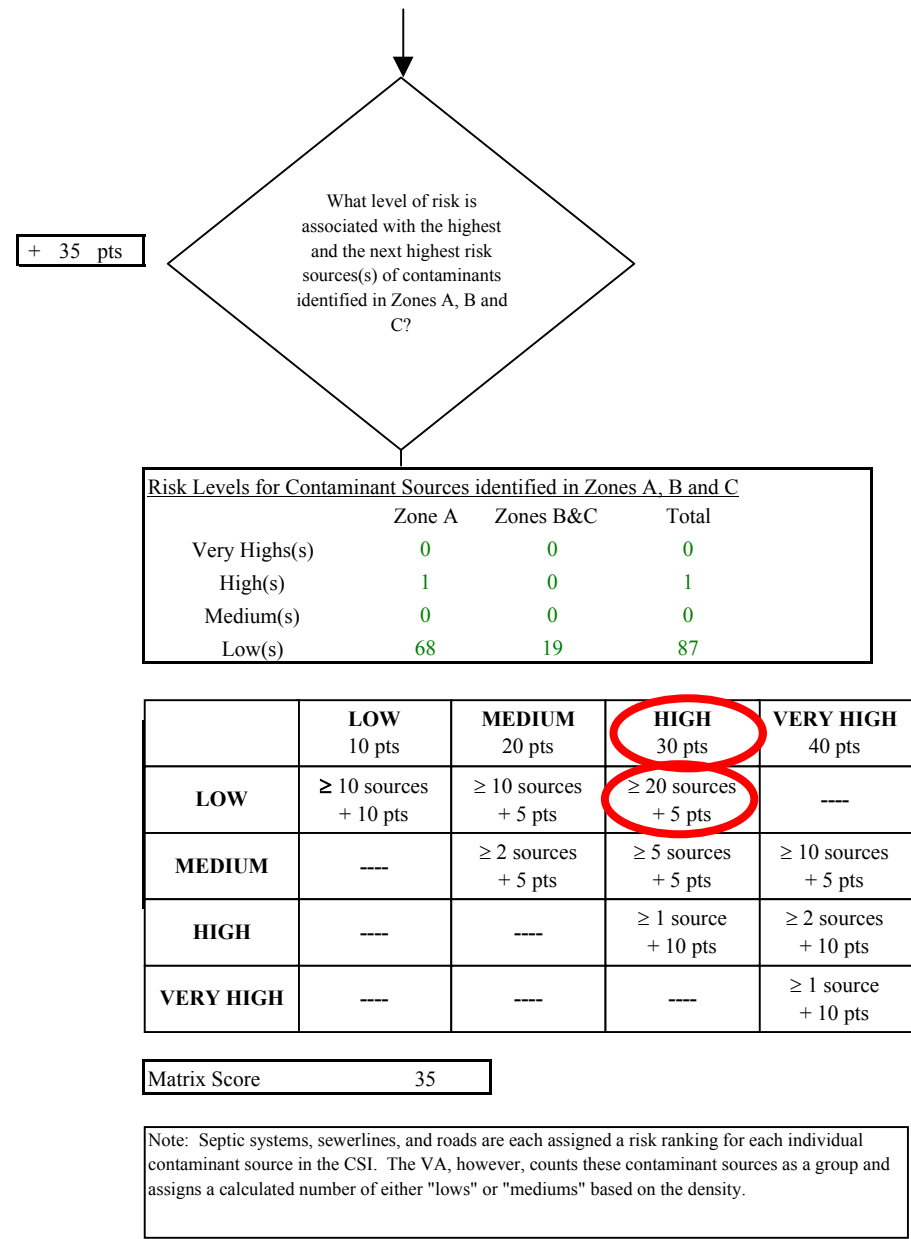 What level of risk is
associated with the highest
and the next highest risk
sources(s) of contaminants
identified in Zones A, B and
C?
+ 35 pts
Risk Levels for Contaminant Sources identified in Zones A, B and C
Zone A Zones B&C Total
Very Highs(s) 0 0 0
High(s) 1 0 1
Medium(s) 0 0 0
Low(s) 68 19 87
LOW MEDIUM HIGH VERY HIGH
10 pts 20 pts 30 pts 40 pts
LOW ≥ 10 sources ≥ 10 sources ≥ 20 sources ----
+ 10 pts + 5 pts + 5 pts
MEDIUM ---- ≥ 2 sources ≥ 5 sources ≥ 10 sources
+ 5 pts + 5 pts + 5 pts
HIGH ---- ---- ≥ 1 source ≥ 2 sources
+ 10 pts + 10 pts
VERY HIGH ---- ---- ---- ≥ 1 source
+ 10 pts
Matrix Score 35
Note: Septic systems, sewerlines, and roads are each assigned a risk ranking for each individual
contaminant source in the CSI. The VA, however, counts these contaminant sources as a group and
assigns a calculated number of either "lows" or "mediums" based on the density.